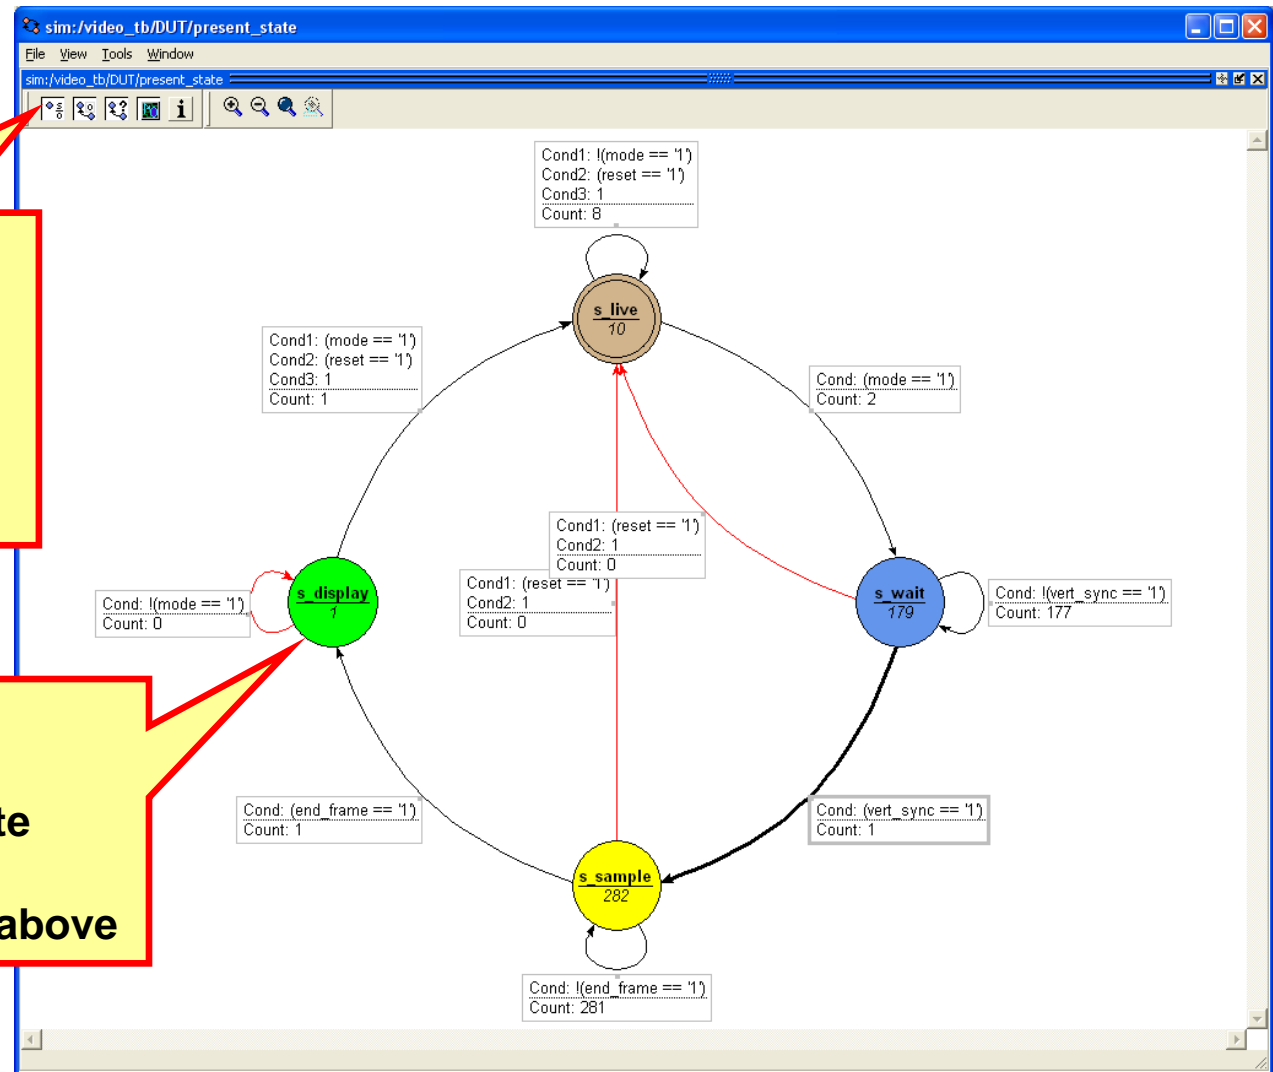 sim:/video_tb/DUT/present_state
File View Tools Window
sim:/video_tb/DUT/present_state
Cond1: !(mode == '1')
Cond2: (reset == '1')
Cond3: 1
Count: 8
s_live
10
Cond1: (mode == '1')
Cond2: (reset == '1')
Cond3: 1
Count: 1
Cond: (mode == '1')
Count: 2
Cond1: (reset == '1')
Cond2: 1
Count: 0
Cond1: (reset == '1')
Cond2: 1
Count: 0
Cond: !(mode == '1')
Count: 0
s_display
1
s_wait
179
Cond: !(vert_sync == '1')
Count: 177
Cond: (end_frame == '1')
Count: 1
Cond: (vert_sync == '1')
Count: 1
s_sample
282
Cond: !(end_frame == '1')
Count: 281
te
above